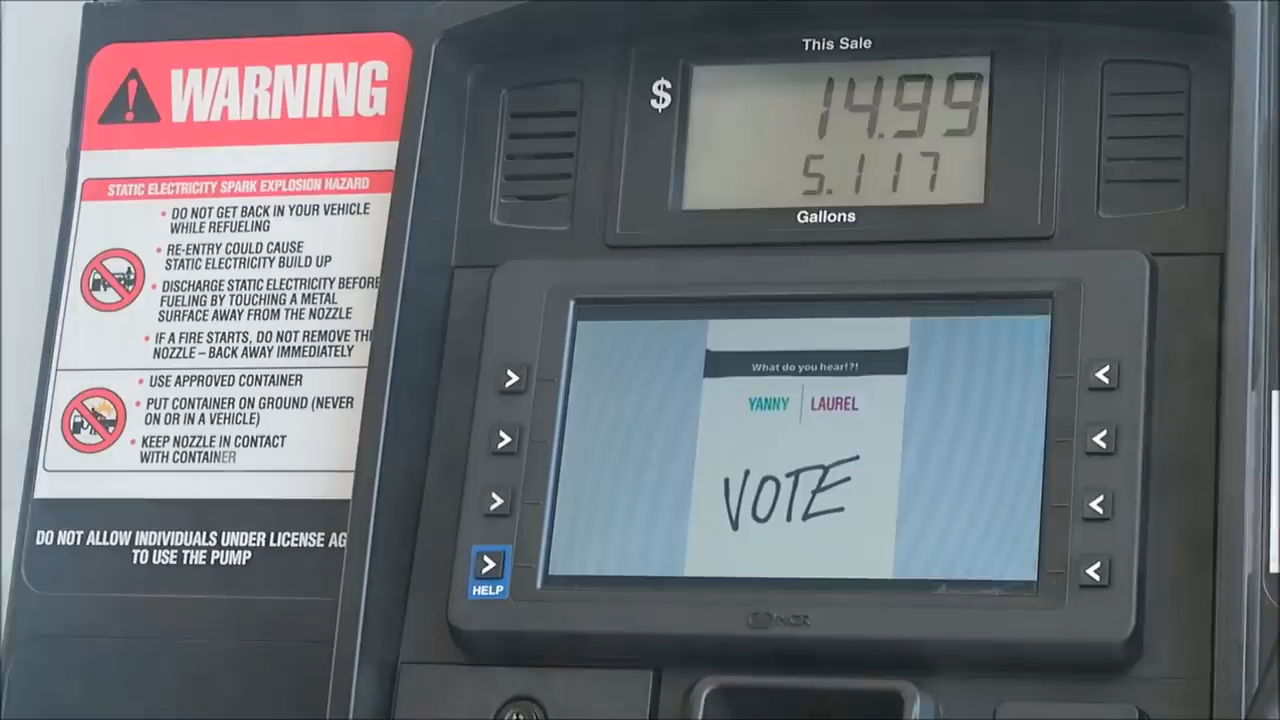 WARNING
STATIC ELECTRICITY SPARK EXPLOSION HAZARD
• DO NOT GET BACK IN YOUR VEHICLE
WHILE REFUELING
• RE-ENTRY COULD CAUSE
STATIC ELECTRICITY BUILD UP
• DISCHARGE STATIC ELECTRICITY BEFORE
FUELING BY TOUCHING A METAL
SURFACE AWAY FROM THE NOZZLE
• IF A FIRE STARTS, DO NOT REMOVE TH
NOZZLE – BACK AWAY IMMEDIATELY
• USE APPROVED CONTAINER
• PUT CONTAINER ON GROUND (NEVER
ON OR IN A VEHICLE)
• KEEP NOZZLE IN CONTACT
WITH CONTAINER
DO NOT ALLOW INDIVIDUALS UNDER LICENSE AG
TO USE THE PUMP
This Sale
$ 14.99
5.117
Gallons
What do you hear!?!
YANNY LAUREL
VOTE
HELP
NCR